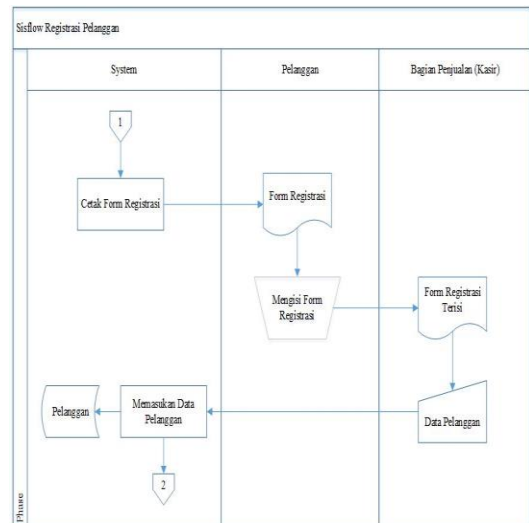 Sisflow Registrasi Pelanggan
System
Pelanggan
Bagian Penjualan (Kasir)
1
Cetak Form Registrasi
Form Registrasi
Mengisi Form
Registrasi
Form Registrasi
Terisi
Pelanggan
Memasukan Data
Pelanggan
Data Pelanggan
2
Phase